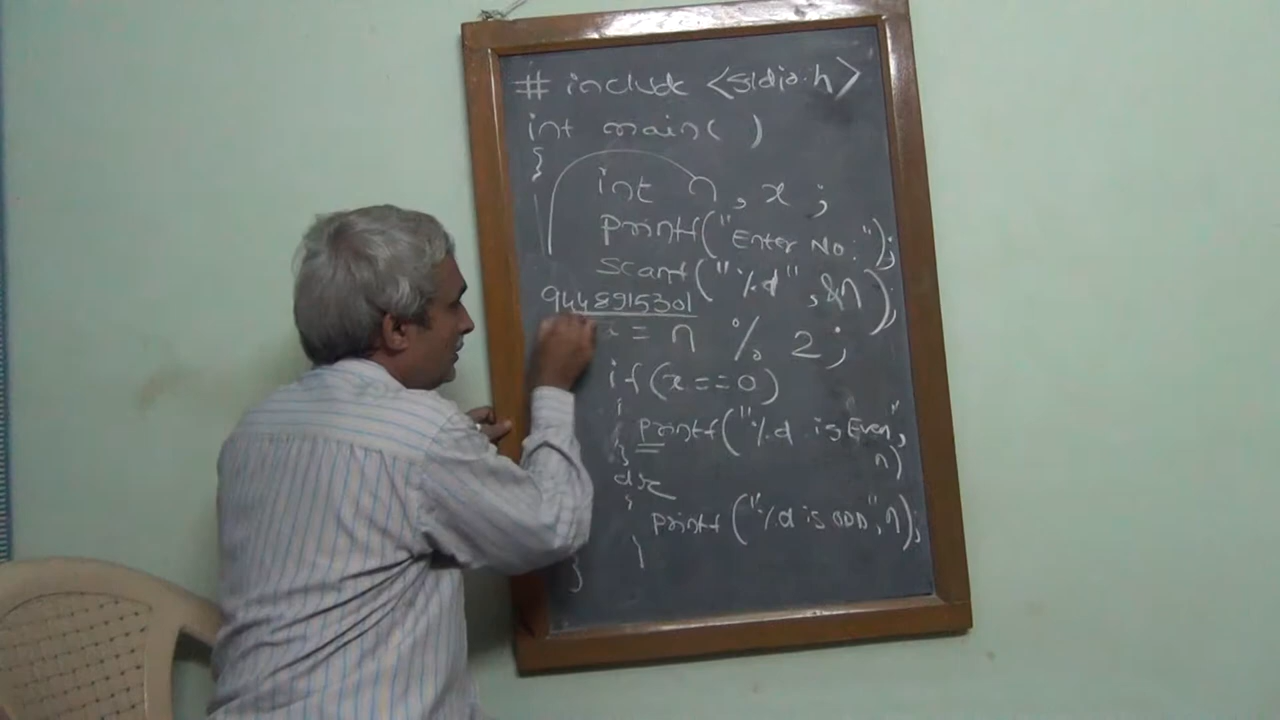 # include <stdio.h>
int main( )
{
int n, x ;
printf("Enter No:");
scanf("%d", &n);
9448915301
x = n % 2 ;
if(x==0)
{
printf("%d is Even",
n)
}
else
{
printf("%d is ODD", n);
}
}